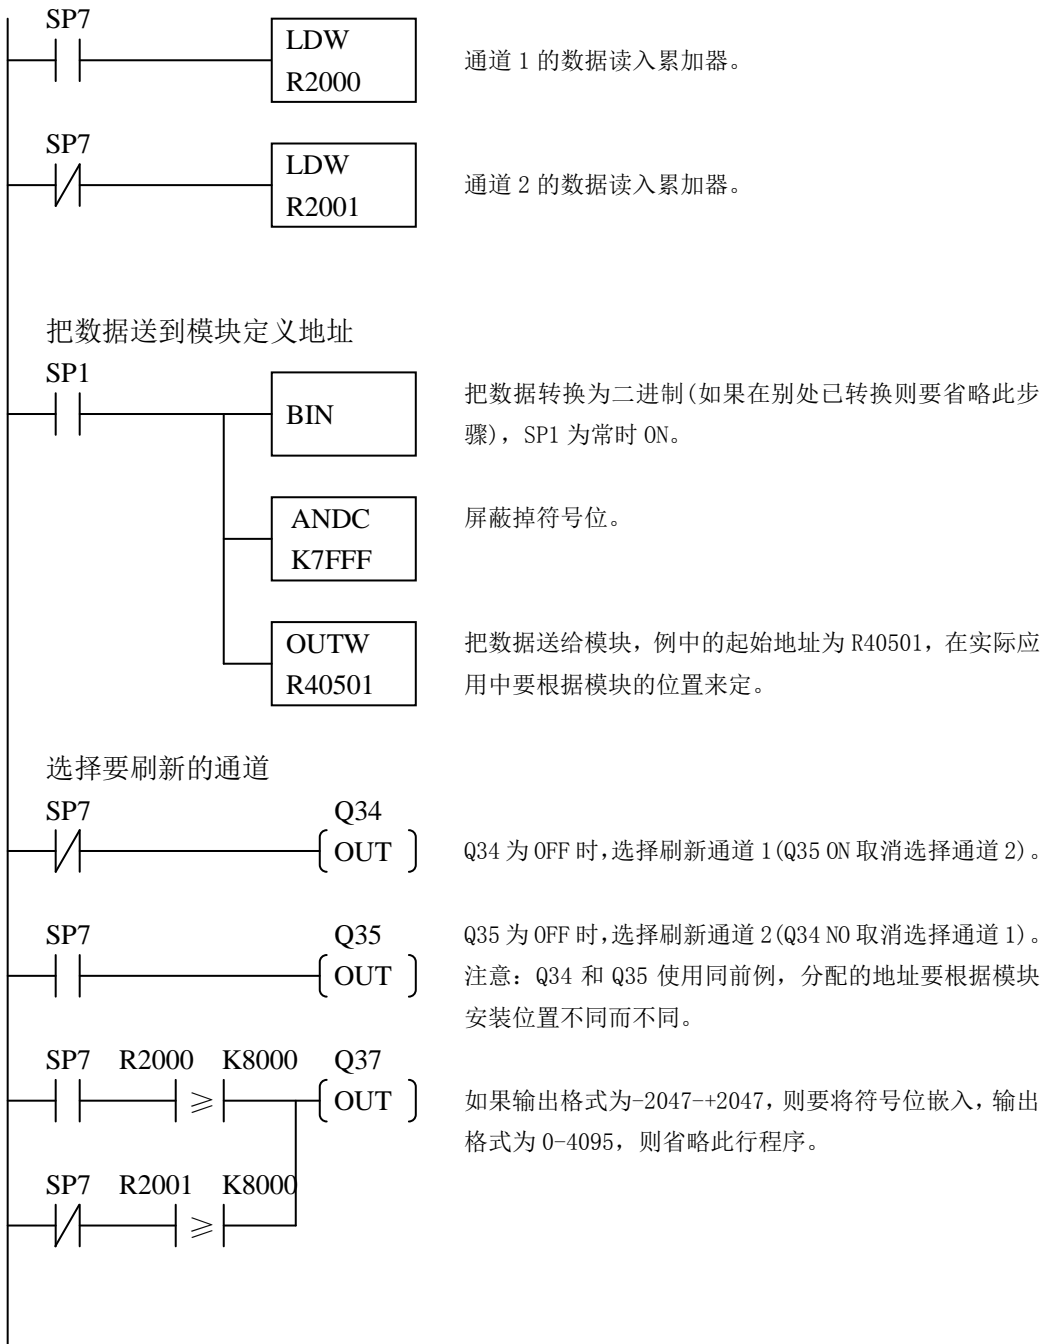 SP7
LDW
R2000
通道 1 的数据读入累加器。
SP7
LDW
R2001
通道 2 的数据读入累加器。
把数据送到模块定义地址
SP1
BIN
把数据转换为二进制(如果在别处已转换则要省略此步
骤)，SP1 为常时 ON。
ANDC
K7FFF
屏蔽掉符号位。
OUTW
R40501
把数据送给模块，例中的起始地址为 R40501，在实际应
用中要根据模块的位置来定。
选择要刷新的通道
SP7 Q34
OUT
Q34 为 OFF 时，选择刷新通道 1(Q35 ON 取消选择通道 2)。
SP7 Q35
OUT
Q35 为 OFF 时，选择刷新通道 2(Q34 NO 取消选择通道 1)。
注意：Q34 和 Q35 使用同前例，分配的地址要根据模块
安装位置不同而不同。
SP7 R2000 K8000 Q37
≥ OUT
如果输出格式为-2047-+2047，则要将符号位嵌入，输出
格式为 0-4095，则省略此行程序。
SP7 R2001 K8000
≥